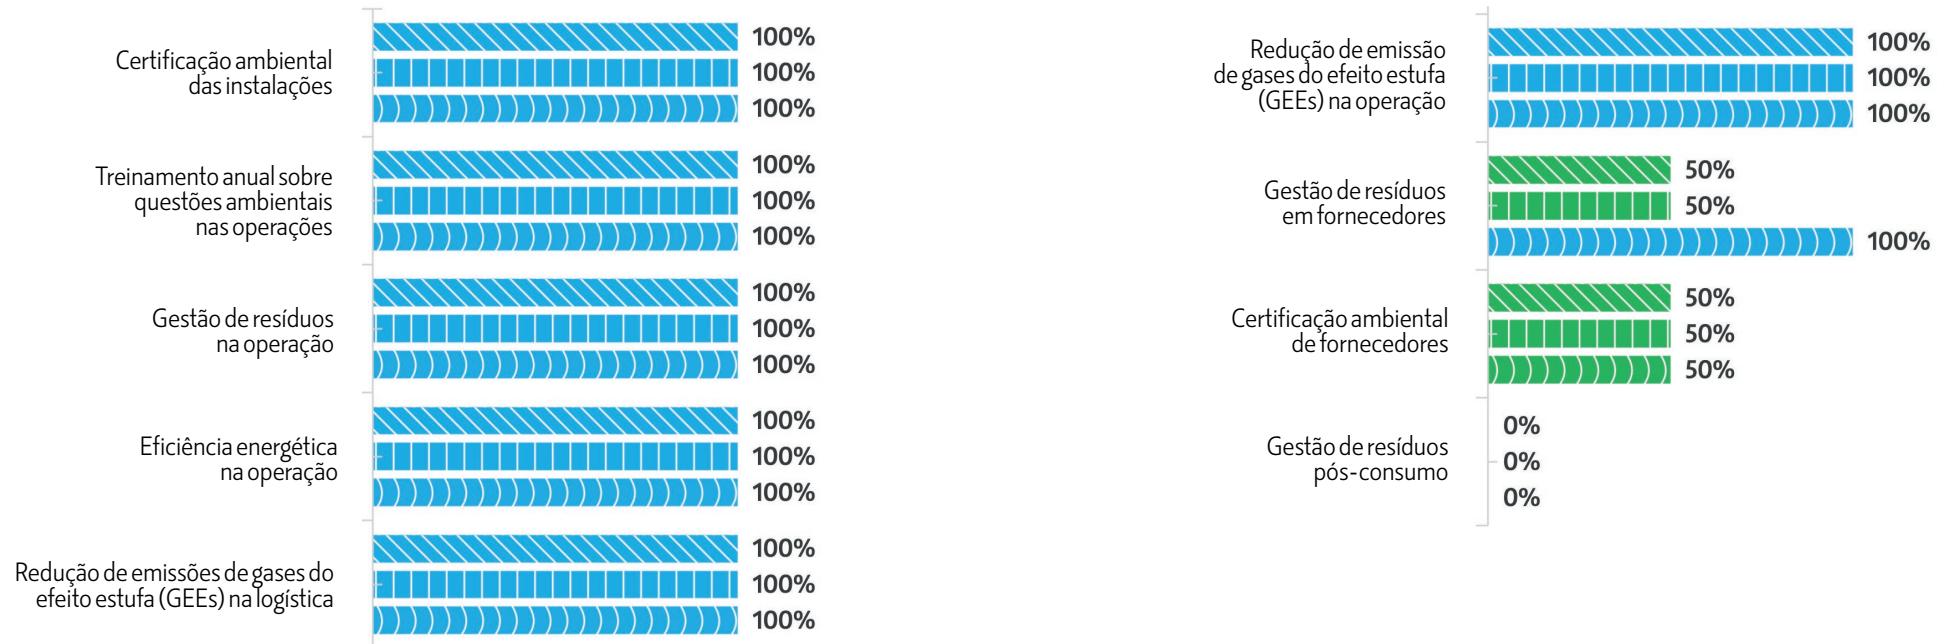 Certificação ambiental
das instalações
100%
100%
100%
Treinamento anual sobre
questões ambientais
nas operações
100%
100%
100%
Gestão de resíduos
na operação
100%
100%
100%
Eficiência energética
na operação
100%
100%
100%
Redução de emissões de gases do
efeito estufa (GEEs) na logística
100%
100%
100%
Redução de emissão
de gases do efeito estufa
(GEEs) na operação
100%
100%
100%
Gestão de resíduos
em fornecedores
50%
50%
100%
Certificação ambiental
de fornecedores
50%
50%
50%
Gestão de resíduos
pós-consumo
0%
0%
0%